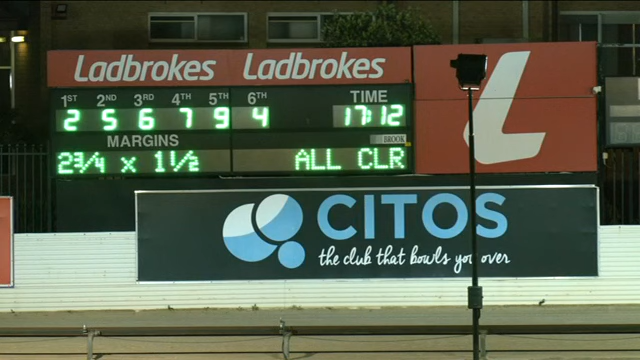 Ladbrokes Ladbrokes
1ST 2ND 3RD 4TH 5TH 6TH TIME
2 5 6 7 9 4 17:12
MARGINS BROOK
2¾ x 1½ ALL CLR
CITOS
the club that bowls you over